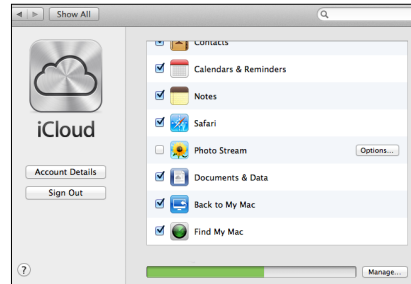 Show All
Contacts
Calendars & Reminders
Notes
Safari
iCloud
Photo Stream
Options...
Account Details
Documents & Data
Sign Out
Back to My Mac
Find My Mac
?
Manage...